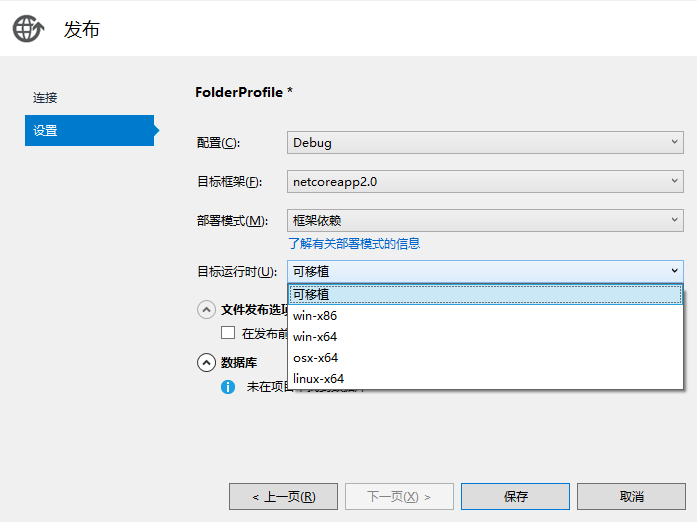 发布
连接
设置
FolderProfile *
配置(C):
Debug
目标框架(F):
netcoreapp2.0
部署模式(M):
框架依赖
了解有关部署模式的信息
目标运行时(U):
可移植
可移植
win-x86
win-x64
osx-x64
linux-x64
文件发布选项
在发布前
数据库
未在项目
< 上一页(R)
下一页(X) >
保存
取消